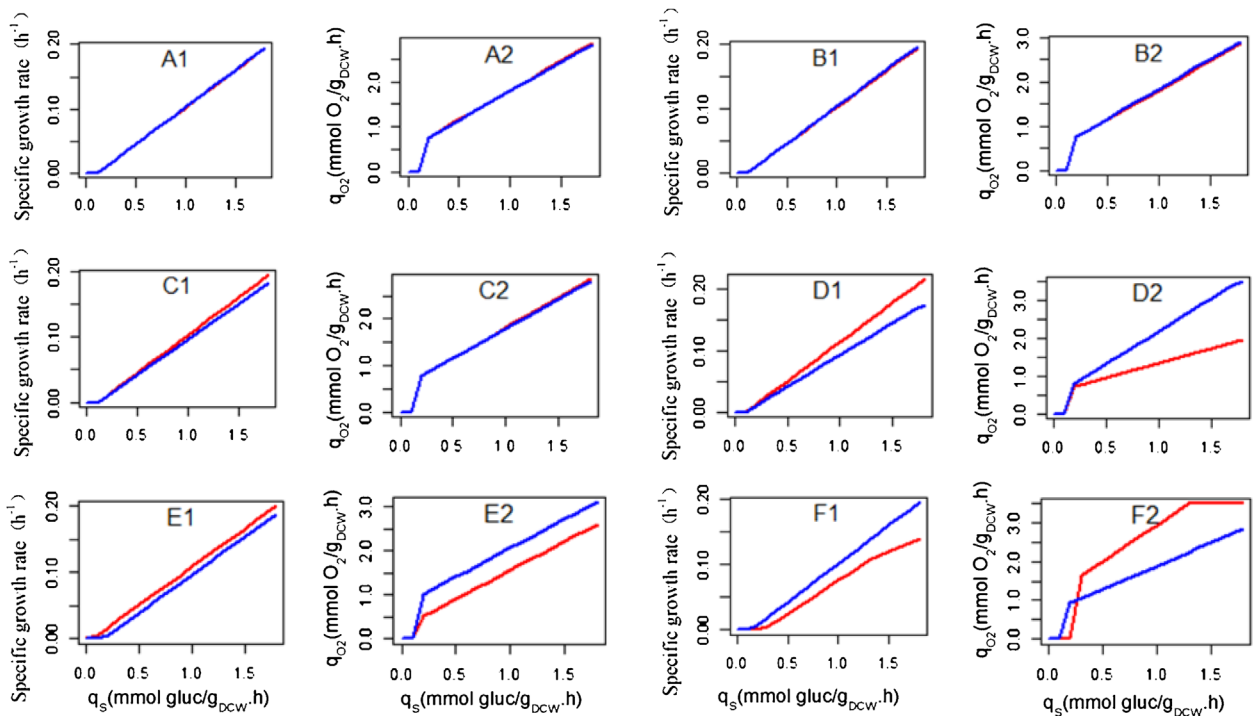 Specific growth rate (h⁻¹)
0.00 0.10 0.20
A1
0.0 0.5 1.0 1.5
qO2(mmol O2/gDCW.h)
0.0 1.0 2.0
A2
0.0 0.5 1.0 1.5
Specific growth rate (h⁻¹)
0.00 0.10 0.20
B1
0.0 0.5 1.0 1.5
qO2(mmol O2/gDCW.h)
0.0 1.0 2.0 3.0
B2
0.0 0.5 1.0 1.5
Specific growth rate (h⁻¹)
0.00 0.10 0.20
C1
0.0 0.5 1.0 1.5
qO2(mmol O2/gDCW.h)
0.0 1.0 2.0
C2
0.0 0.5 1.0 1.5
Specific growth rate (h⁻¹)
0.00 0.10 0.20
D1
0.0 0.5 1.0 1.5
qO2(mmol O2/gDCW.h)
0.0 1.0 2.0 3.0
D2
0.0 0.5 1.0 1.5
Specific growth rate (h⁻¹)
0.00 0.10 0.20
E1
0.0 0.5 1.0 1.5
qS(mmol gluc/gDCW.h)
qO2(mmol O2/gDCW.h)
0.0 1.0 2.0 3.0
E2
0.0 0.5 1.0 1.5
qS(mmol gluc/gDCW.h)
Specific growth rate (h⁻¹)
0.00 0.10 0.20
F1
0.0 0.5 1.0 1.5
qS(mmol gluc/gDCW.h)
qO2(mmol O2/gDCW.h)
0.0 1.0 2.0 3.0
F2
0.0 0.5 1.0 1.5
qS(mmol gluc/gDCW.h)